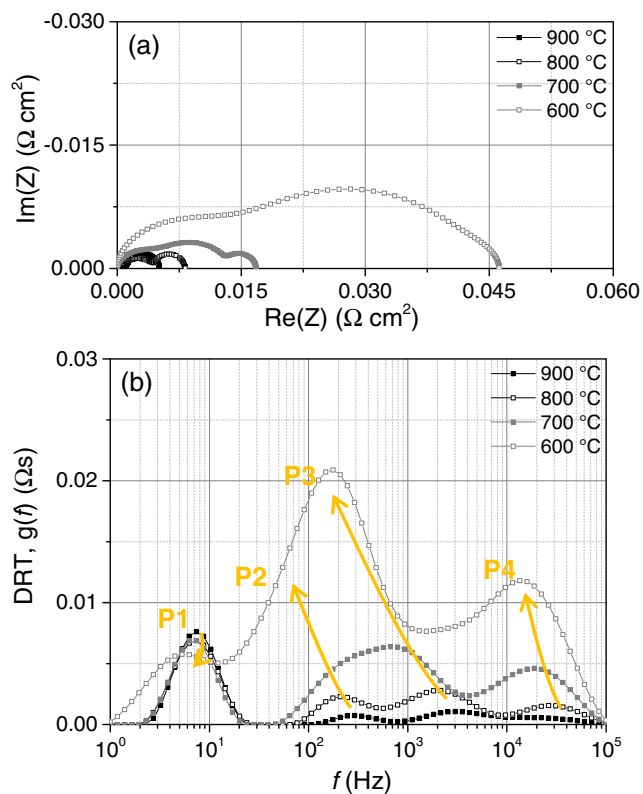 (a)
900 °C
800 °C
700 °C
600 °C
-0.030
-0.015
0.000
Im(Z) (Ω cm²)
0.000 0.015 0.030 0.045 0.060
Re(Z) (Ω cm²)
(b)
900 °C
800 °C
700 °C
600 °C
P1
P2
P3
P4
0.03
0.02
0.01
0.00
DRT, g(f) (Ωs)
10⁰ 10¹ 10² 10³ 10⁴ 10⁵
f (Hz)